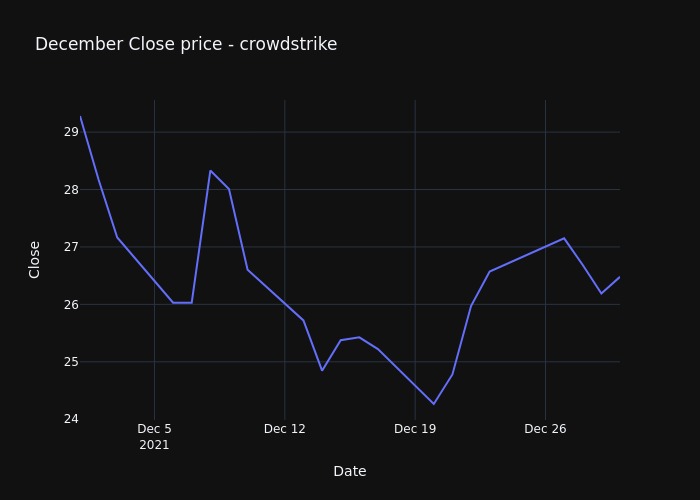 December Close price - crowdstrike
29
28
27
26
25
24
Close
Dec 5
2021
Dec 12
Dec 19
Dec 26
Date